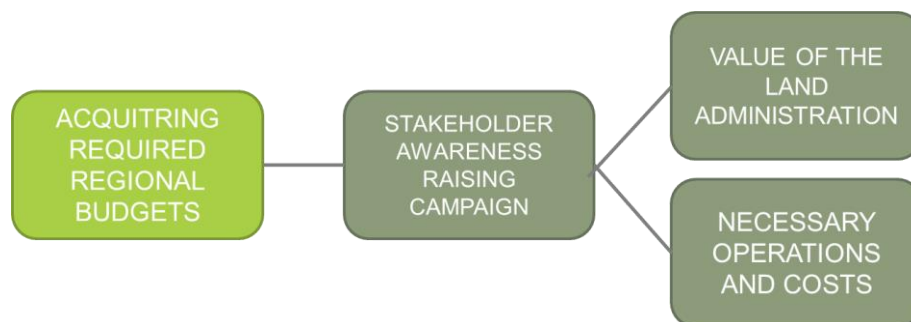 ACQUITRING
REQUIRED
REGIONAL
BUDGETS
STAKEHOLDER
AWARENESS
RAISING
CAMPAIGN
VALUE OF THE
LAND
ADMINISTRATION
NECESSARY
OPERATIONS
AND COSTS